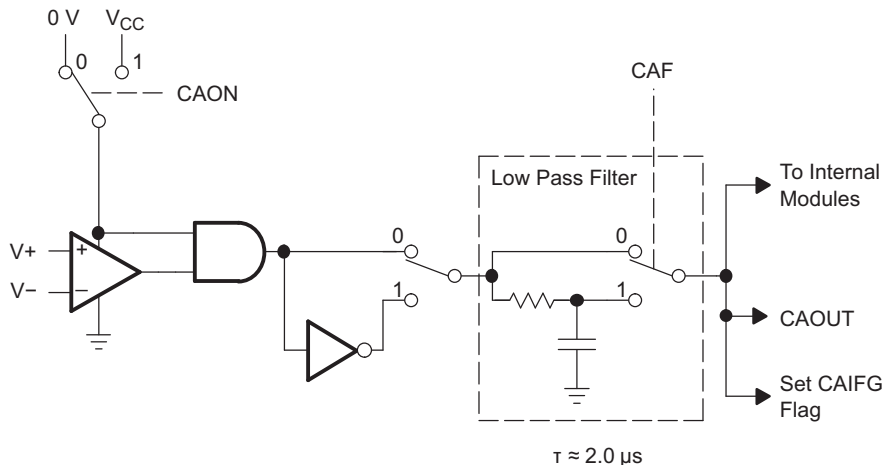 0 V
V_CC
0
1
CAON
CAF
Low Pass Filter
To Internal
Modules
0
0
V+
+
V−
−
1
1
CAOUT
Set CAIFG
Flag
τ ≈ 2.0 μs